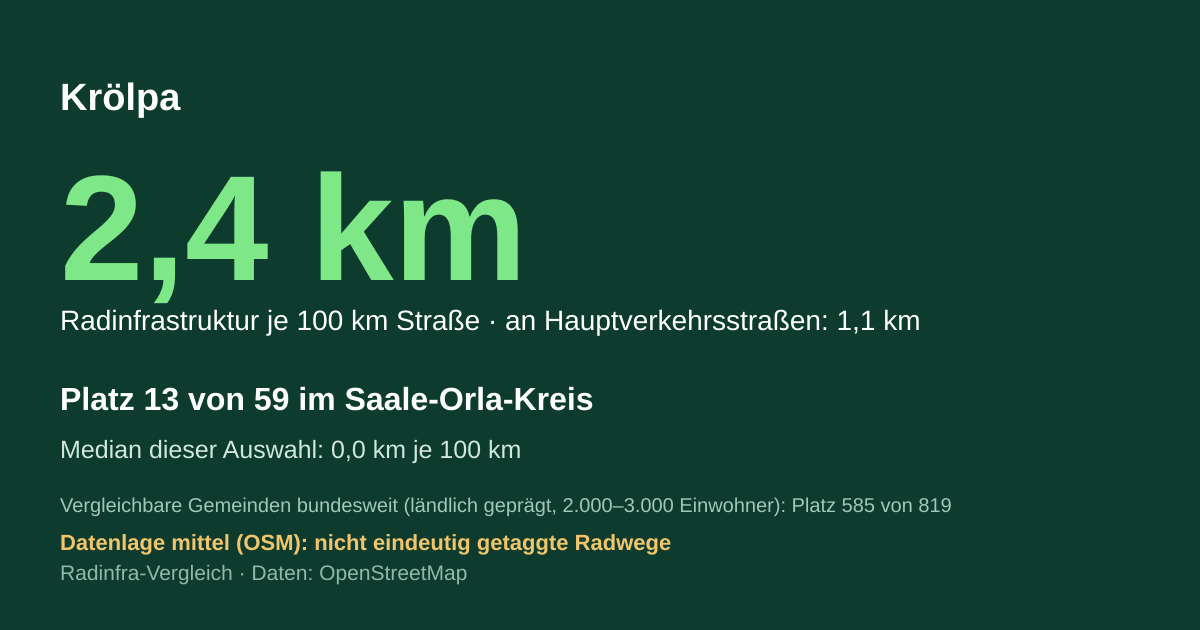 Krölpa
2,4 km
Radinfrastruktur je 100 km Straße · an Hauptverkehrsstraßen: 1,1 km
Platz 13 von 59 im Saale-Orla-Kreis
Median dieser Auswahl: 0,0 km je 100 km
Vergleichbare Gemeinden bundesweit (ländlich geprägt, 2.000–3.000 Einwohner): Platz 585 von 819
Datenlage mittel (OSM): nicht eindeutig getaggte Radwege
Radinfra-Vergleich · Daten: OpenStreetMap